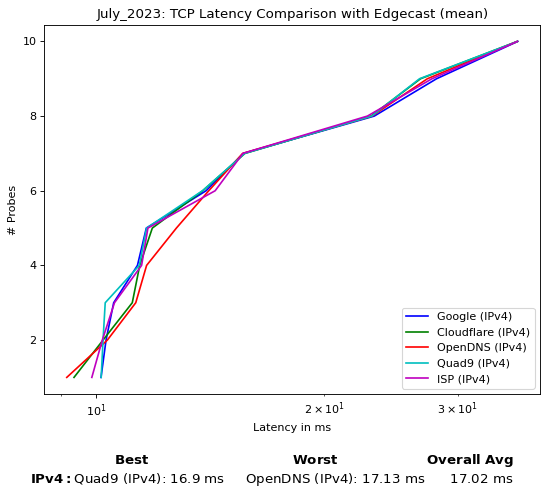 July_2023: TCP Latency Comparison with Edgecast (mean)
10
8
6
4
2
# Probes
10¹
2 × 10¹
3 × 10¹
Latency in ms
Google (IPv4)
Cloudflare (IPv4)
OpenDNS (IPv4)
Quad9 (IPv4)
ISP (IPv4)
Best Worst Overall Avg
IPv4: Quad9 (IPv4): 16.9 ms OpenDNS (IPv4): 17.13 ms 17.02 ms